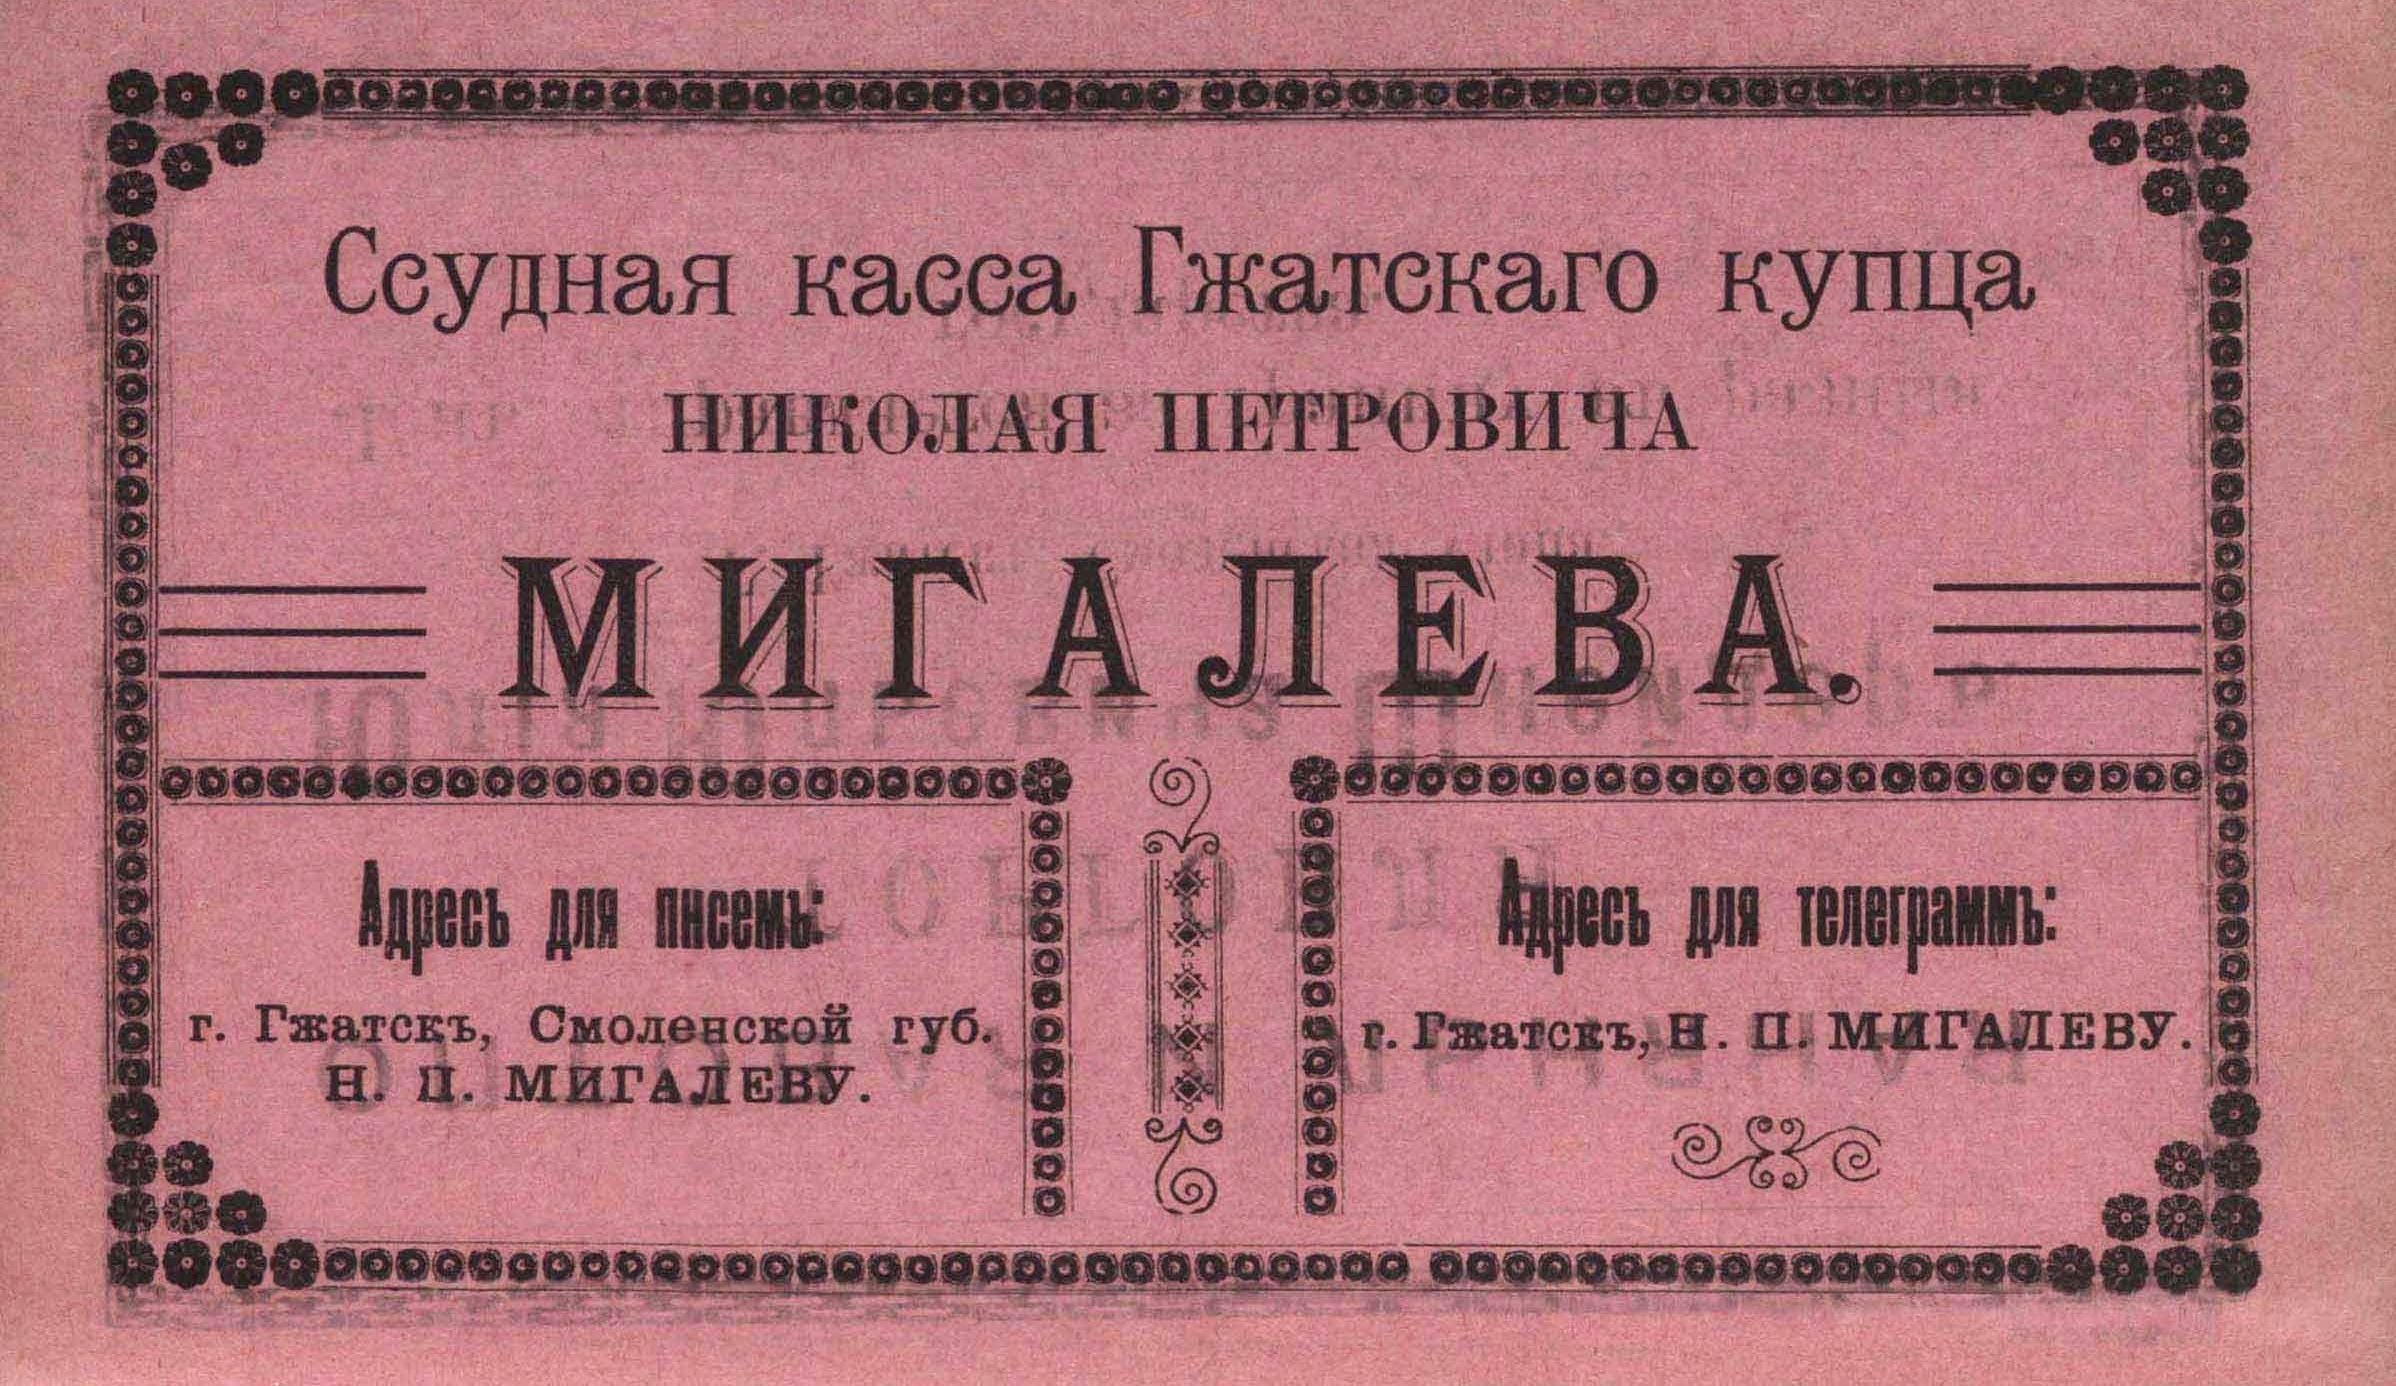 Ссудная касса Гжатскаго купца
НИКОЛАЯ ПЕТРОВИЧА
МИГАЛЕВА.
Адресъ для писемъ:
г. Гжатскъ, Смоленской губ.
Н. П. МИГАЛЕВУ.
Адресъ для телеграммъ:
г. Гжатскъ, Н. П. МИГАЛЕВУ.